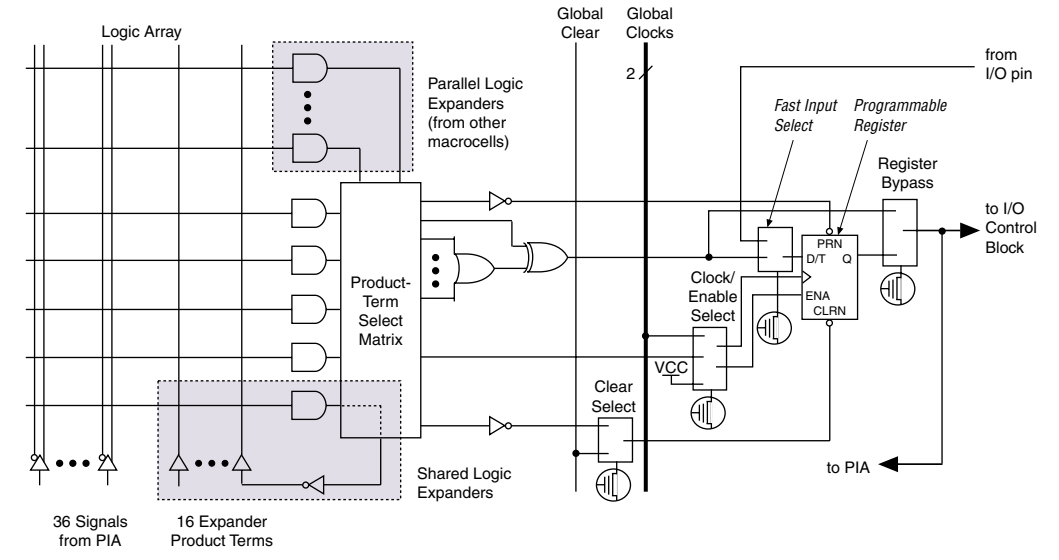 Logic Array
Global
Clear
Global
Clocks
2
from
I/O pin
Parallel Logic
Expanders
(from other
macrocells)
Fast Input
Select
Programmable
Register
Register
Bypass
to I/O
Control
Block
PRN
D/T
Q
ENA
CLRN
Product-
Term
Select
Matrix
Clock/
Enable
Select
VCC
Clear
Select
to PIA
Shared Logic
Expanders
36 Signals
from PIA
16 Expander
Product Terms